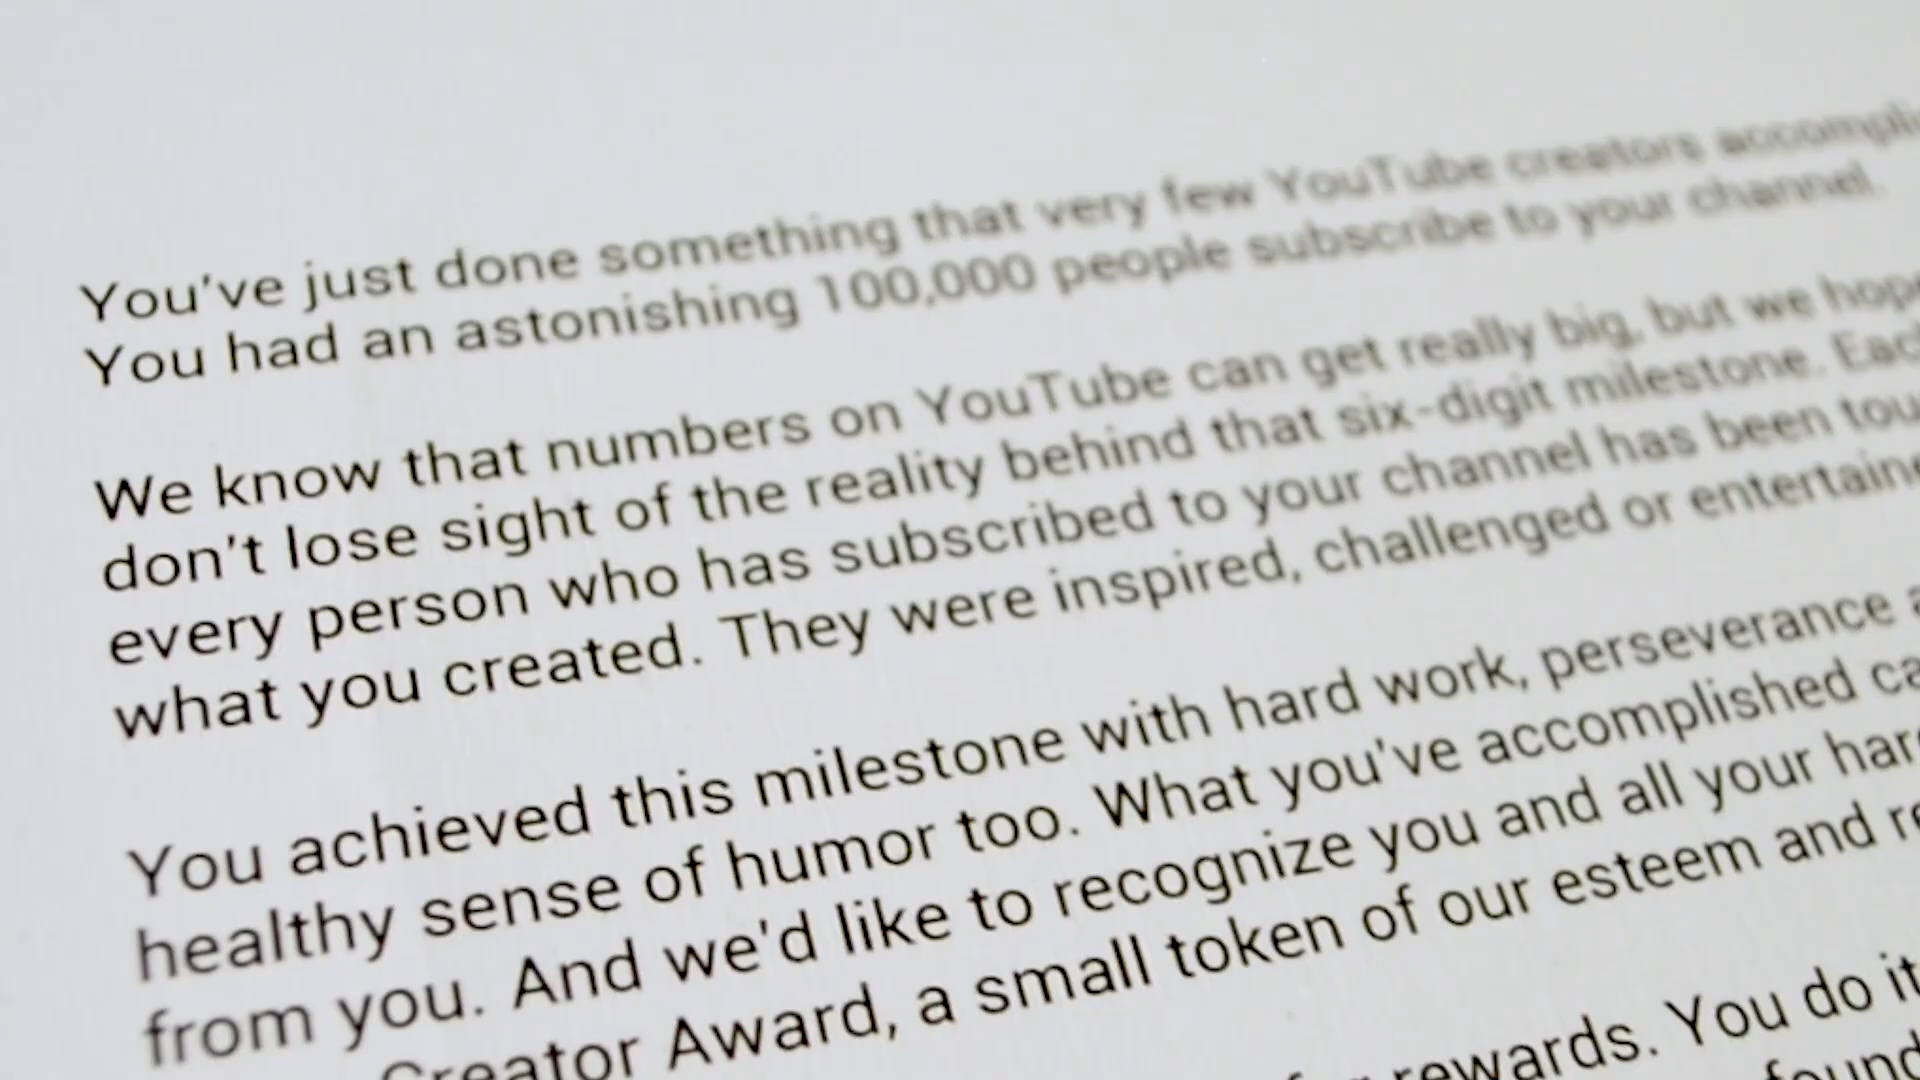 You've just done something that very few YouTube creators
You had an astonishing 100,000 people subscribe to your channel.
We know that numbers on YouTube can get really big, but we hope
don't lose sight of the reality behind that six-digit milestone.
every person who has subscribed to your channel has been
what you created. They were inspired, challenged or
You achieved this milestone with hard work, perseverance
healthy sense of humor too. What you've accomplished
from you. And we'd like to recognize you and all your
Creator Award, a small token of our esteem and
rewards. You do it